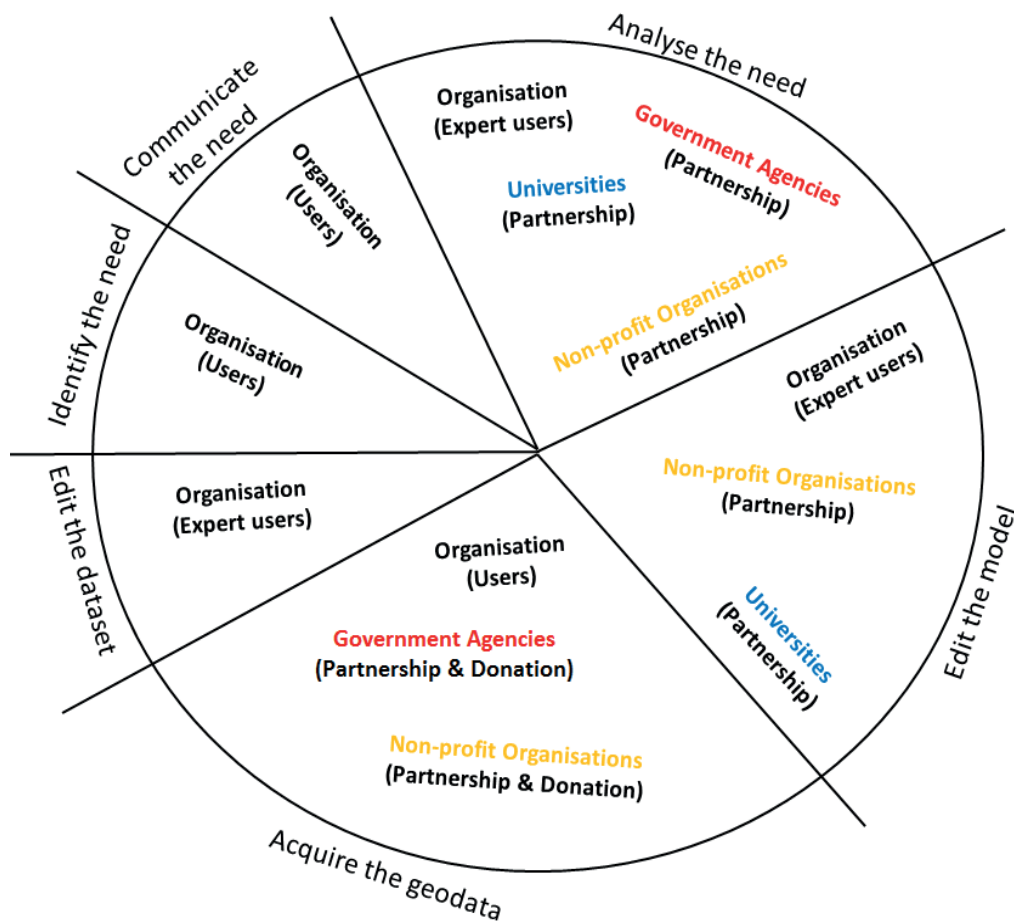 Analyse the need
Organisation
(Expert users)
Government Agencies
(Partnership)
Universities
(Partnership)
Non-profit Organisations
(Partnership)
Edit the model
Organisation
(Expert users)
Non-profit Organisations
(Partnership)
Universities
(Partnership)
Acquire the geodata
Organisation
(Users)
Government Agencies
(Partnership & Donation)
Non-profit Organisations
(Partnership & Donation)
Edit the dataset
Organisation
(Expert users)
Identify the need
Organisation
(Users)
Communicate
the need
Organisation
(Users)